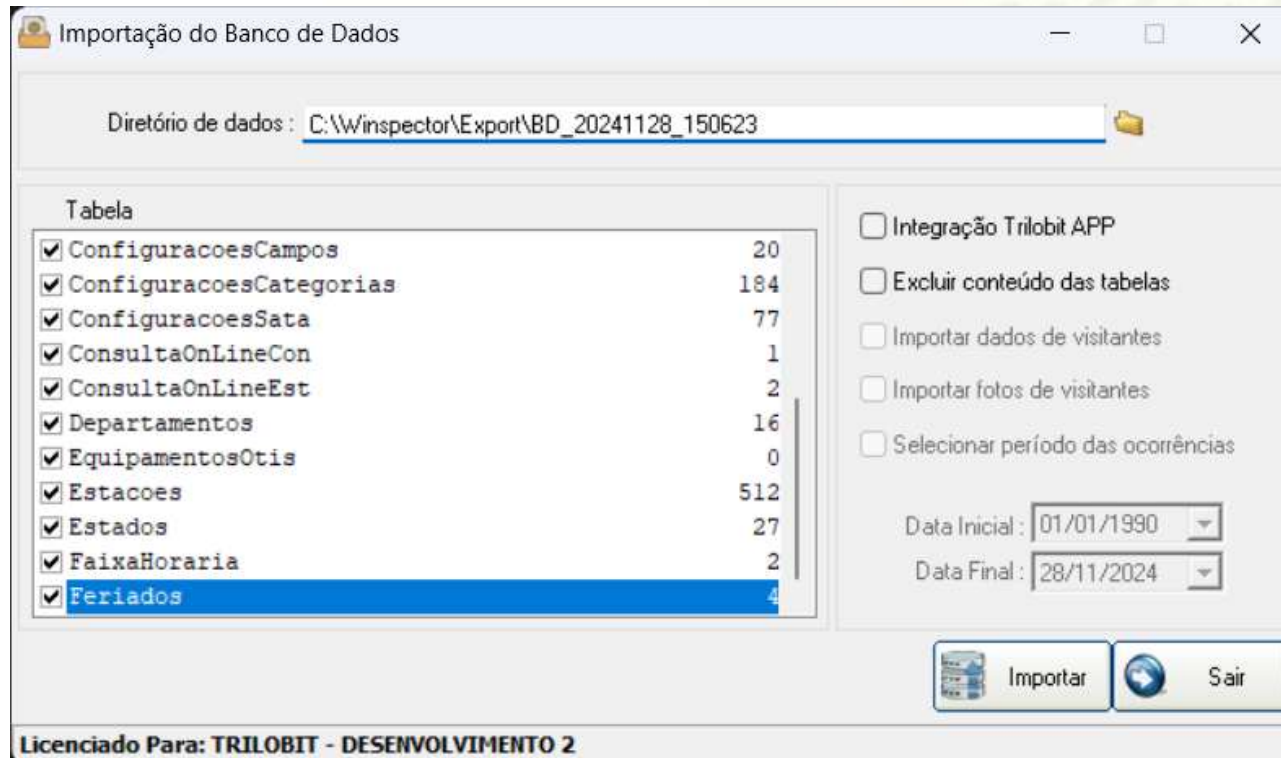 Importação do Banco de Dados
Diretório de dados : C:\Winspector\Export\BD_20241128_150623
Tabela
ConfiguracoesCampos 20
ConfiguracoesCategorias 184
ConfiguracoesSata 77
ConsultaOnLineCon 1
ConsultaOnLineEst 2
Departamentos 16
EquipamentosOtis 0
Estacoes 512
Estados 27
FaixaHoraria 2
Feriados 4
Integração Trilobit APP
Excluir conteúdo das tabelas
Importar dados de visitantes
Importar fotos de visitantes
Selecionar período das ocorrências
Data Inicial : 01/01/1990
Data Final : 28/11/2024
Importar
Sair
Licenciado Para: TRILOBIT - DESENVOLVIMENTO 2